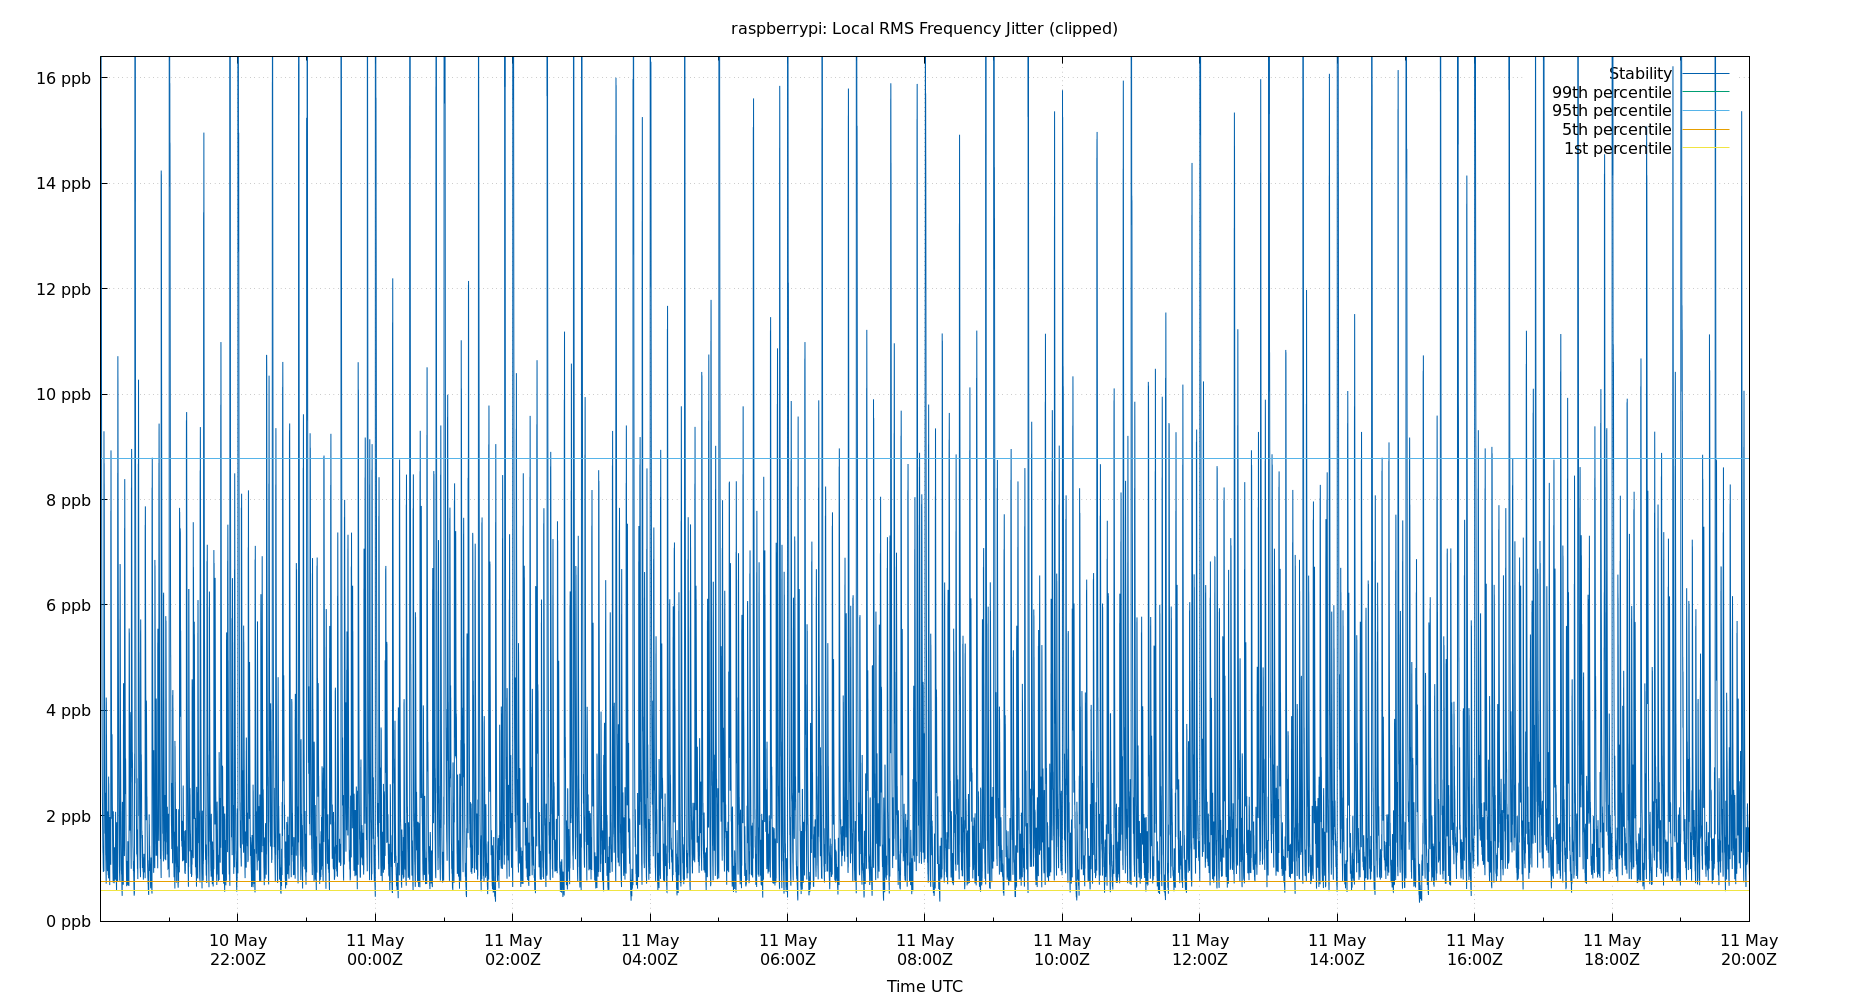 raspberrypi: Local RMS Frequency Jitter (clipped)
16 ppb
14 ppb
12 ppb
10 ppb
8 ppb
6 ppb
4 ppb
2 ppb
0 ppb
Stability
99th percentile
95th percentile
5th percentile
1st percentile
10 May 11 May 11 May 11 May 11 May 11 May 11 May 11 May 11 May 11 May 11 May 11 May
22:00Z 00:00Z 02:00Z 04:00Z 06:00Z 08:00Z 10:00Z 12:00Z 14:00Z 16:00Z 18:00Z 20:00Z
Time UTC